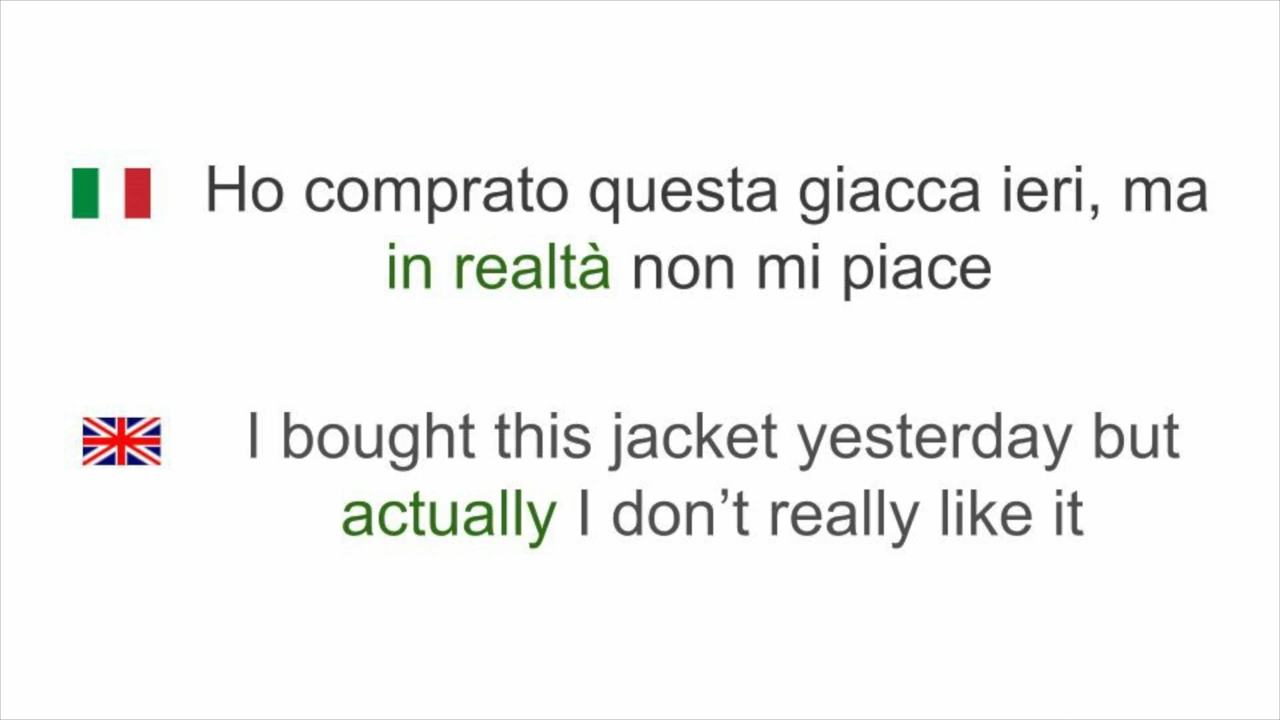 Ho comprato questa giacca ieri, ma
in realtà non mi piace
I bought this jacket yesterday but
actually I don’t really like it